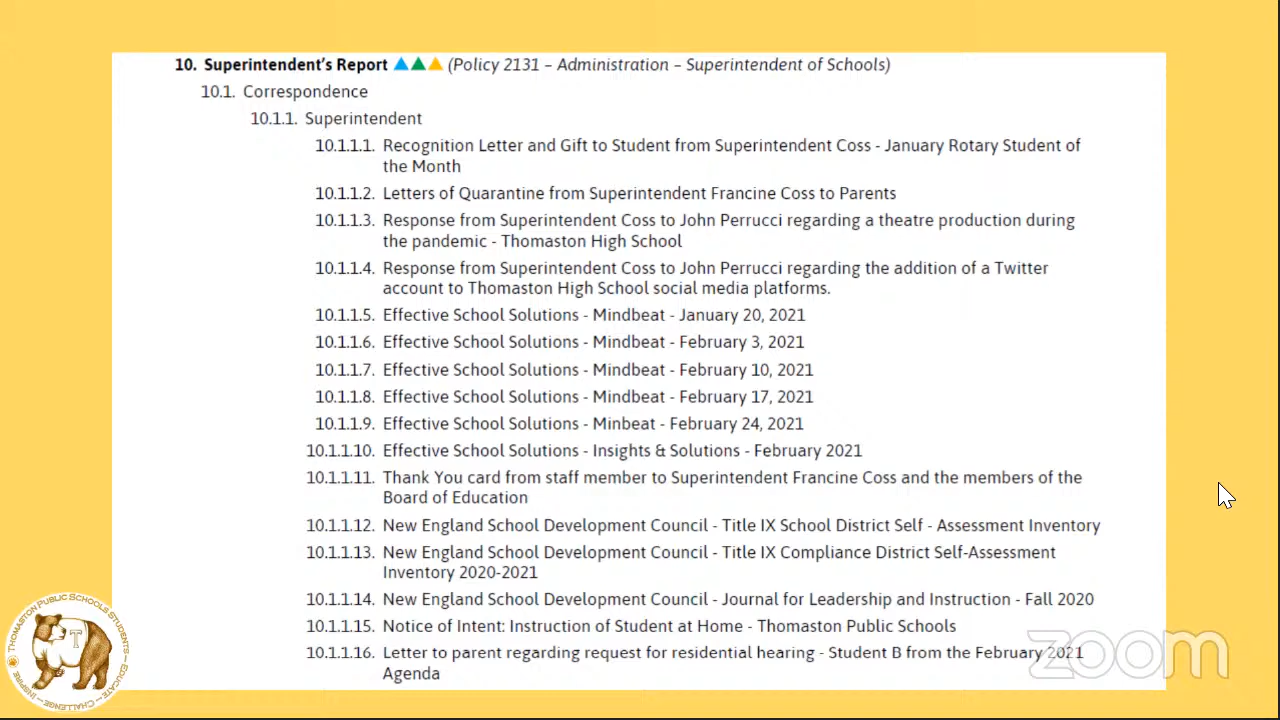 10. Superintendent's Report (Policy 2131 – Administration – Superintendent of Schools)
10.1. Correspondence
10.1.1. Superintendent
10.1.1.1. Recognition Letter and Gift to Student from Superintendent Coss - January Rotary Student of
the Month
10.1.1.2. Letters of Quarantine from Superintendent Francine Coss to Parents
10.1.1.3. Response from Superintendent Coss to John Perrucci regarding a theatre production during
the pandemic - Thomaston High School
10.1.1.4. Response from Superintendent Coss to John Perrucci regarding the addition of a Twitter
account to Thomaston High School social media platforms.
10.1.1.5. Effective School Solutions - Mindbeat - January 20, 2021
10.1.1.6. Effective School Solutions - Mindbeat - February 3, 2021
10.1.1.7. Effective School Solutions - Mindbeat - February 10, 2021
10.1.1.8. Effective School Solutions - Mindbeat - February 17, 2021
10.1.1.9. Effective School Solutions - Minbeat - February 24, 2021
10.1.1.10. Effective School Solutions - Insights & Solutions - February 2021
10.1.1.11. Thank You card from staff member to Superintendent Francine Coss and the members of the
Board of Education
10.1.1.12. New England School Development Council - Title IX School District Self - Assessment Inventory
10.1.1.13. New England School Development Council - Title IX Compliance District Self-Assessment
Inventory 2020-2021
10.1.1.14. New England School Development Council - Journal for Leadership and Instruction - Fall 2020
10.1.1.15. Notice of Intent: Instruction of Student at Home - Thomaston Public Schools
10.1.1.16. Letter to parent regarding request for residential hearing - Student B from the February 2021
Agenda
zoom
THOMASTON PUBLIC SCHOOLS STUDENTS
INSPIRE – CHALLENGE – EDUCATE
T